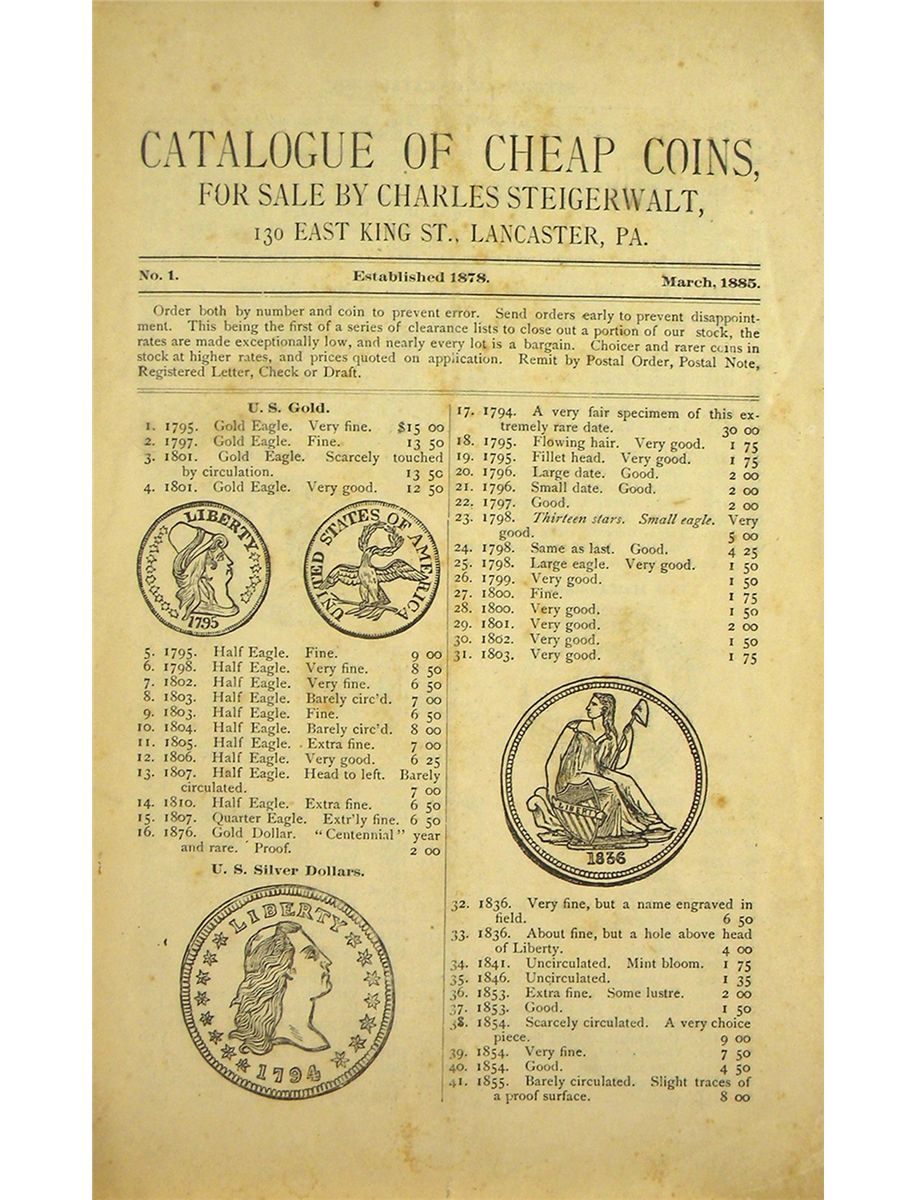 CATALOGUE OF CHEAP COINS,
FOR SALE BY CHARLES STEIGERWALT,
130 EAST KING ST., LANCASTER, PA.
No. 1. Established 1878. March, 1885.
Order both by number and coin to prevent error. Send orders early to prevent disappoint-
ment. This being the first of a series of clearance lists to close out a portion of our stock, the
rates are made exceptionally low, and nearly every lot is a bargain. Choicer and rarer coins in
stock at higher rates, and prices quoted on application. Remit by Postal Order, Postal Note,
Registered Letter, Check or Draft.
U. S. Gold.
1. 1795. Gold Eagle. Very fine. $15 00
2. 1797. Gold Eagle. Fine. 13 50
3. 1801. Gold Eagle. Scarcely touched
by circulation. 13 50
4. 1801. Gold Eagle. Very good. 12 50
LIBERTY
1795
UNITED STATES OF AMERICA
5. 1795. Half Eagle. Fine. 9 00
6. 1798. Half Eagle. Very fine. 8 50
7. 1802. Half Eagle. Very fine. 6 50
8. 1803. Half Eagle. Barely circ'd. 7 00
9. 1803. Half Eagle. Fine. 6 50
10. 1804. Half Eagle. Barely circ'd. 8 00
11. 1805. Half Eagle. Extra fine. 7 00
12. 1806. Half Eagle. Very good. 6 25
13. 1807. Half Eagle. Head to left. Barely
circulated. 7 00
14. 1810. Half Eagle. Extra fine. 6 50
15. 1807. Quarter Eagle. Extr'ly fine. 6 50
16. 1876. Gold Dollar. "Centennial" year
and rare. Proof. 2 00
U. S. Silver Dollars.
LIBERTY
1794
17. 1794. A very fair specimem of this ex-
tremely rare date. 30 00
18. 1795. Flowing hair. Very good. 1 75
19. 1795. Fillet head. Very good. 1 75
20. 1796. Large date. Good. 2 00
21. 1796. Small date. Good. 2 00
22. 1797. Good. 2 00
23. 1798. Thirteen stars. Small eagle. Very
good. 5 00
24. 1798. Same as last. Good. 4 25
25. 1798. Large eagle. Very good. 1 50
26. 1799. Very good. 1 50
27. 1800. Fine. 1 75
28. 1800. Very good. 1 50
29. 1801. Very good. 2 00
30. 1802. Very good. 1 50
31. 1803. Very good. 1 75
LIBERTY
1836
32. 1836. Very fine, but a name engraved in
field. 6 50
33. 1836. About fine, but a hole above head
of Liberty. 4 00
34. 1841. Uncirculated. Mint bloom. 1 75
35. 1846. Uncirculated. 1 35
36. 1853. Extra fine. Some lustre. 2 00
37. 1853. Good. 1 50
38. 1854. Scarcely circulated. A very choice
piece. 9 00
39. 1854. Very fine. 7 50
40. 1854. Good. 4 50
41. 1855. Barely circulated. Slight traces of
a proof surface. 8 00